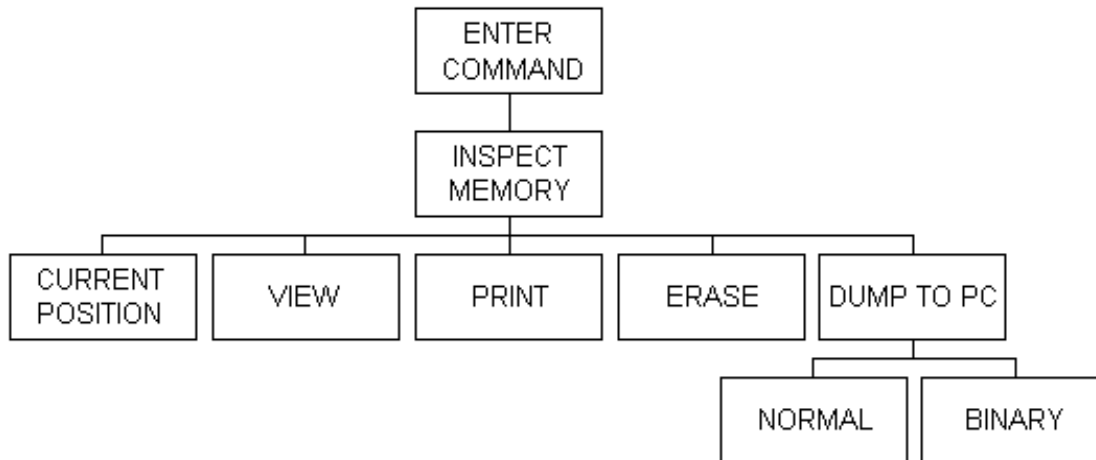 ENTER
COMMAND
INSPECT
MEMORY
CURRENT
POSITION
VIEW
PRINT
ERASE
DUMP TO PC
NORMAL
BINARY